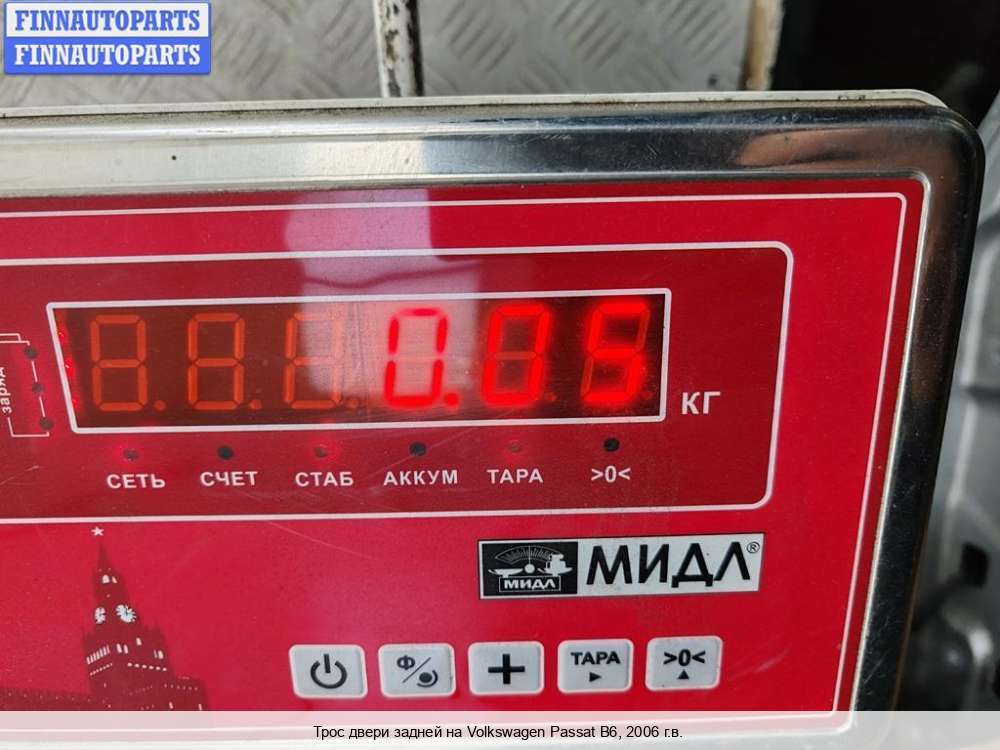 FINNAUTOPARTS
FINNAUTOPARTS
0.05
КГ
заряд
СЕТЬ СЧЕТ СТАБ АККУМ ТАРА >0<
МИДЛ МИДЛ®
Ф/ + ТАРА >0<
Трос двери задней на Volkswagen Passat B6, 2006 г.в.